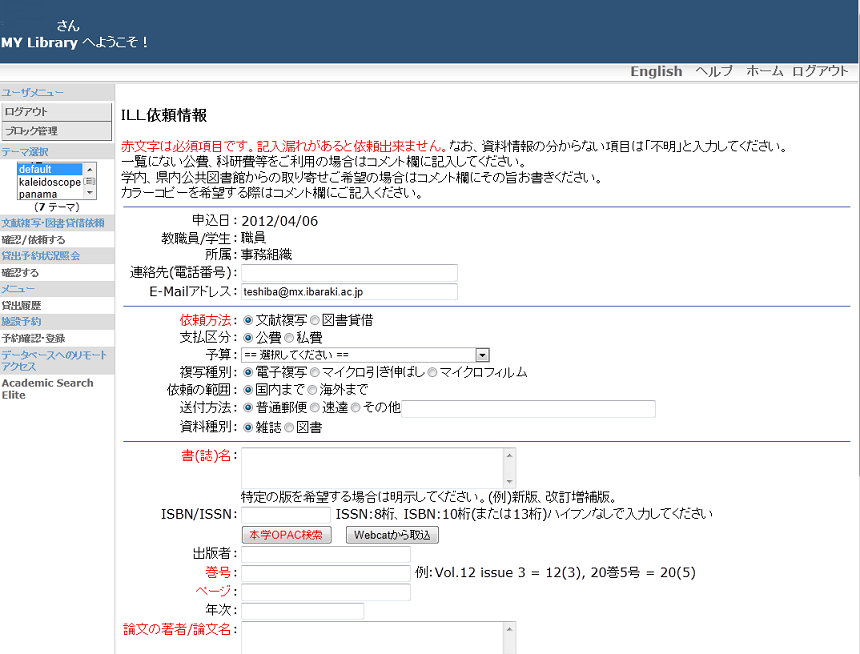 さん
MY Library へようこそ！
English ヘルプ ホーム ログアウト
ユーザメニュー
ログアウト
ブロック管理
テーマ選択
default
kaleidoscope
panama
(7 テーマ)
文献複写・図書貸借依頼
確認/依頼する
貸出予約状況照会
確認する
メニュー
貸出履歴
施設予約
予約確認・登録
データベースへのリモート
アクセス
Academic Search
Elite
ILL依頼情報
赤文字は必須項目です。記入漏れがあると依頼出来ません。なお、資料情報の分からない項目は「不明」と入力してください。
一覧にない公費、科研費等をご利用の場合はコメント欄に記入してください。
学内、県内公共図書館からの取り寄せご希望の場合はコメント欄にその旨お書きください。
カラーコピーを希望する際はコメント欄にご記入ください。
申込日: 2012/04/06
教職員/学生: 職員
所属: 事務組織
連絡先(電話番号):
E-Mailアドレス: teshiba@mx.ibaraki.ac.jp
依頼方法: 文献複写 図書貸借
支払区分: 公費 私費
予算: == 選択してください ==
複写種別: 電子複写 マイクロ引き伸ばし マイクロフィルム
依頼の範囲: 国内まで 海外まで
送付方法: 普通郵便 速達 その他
資料種別: 雑誌 図書
書(誌)名:
特定の版を希望する場合は明示してください。(例)新版、改訂増補版。
ISBN/ISSN: ISSN:8桁、ISBN:10桁(または13桁)ハイフンなしで入力してください
本学OPAC検索 Webcatから取込
出版者:
巻号: 例:Vol.12 issue 3 = 12(3), 20巻5号 = 20(5)
ページ:
年次:
論文の著者/論文名: